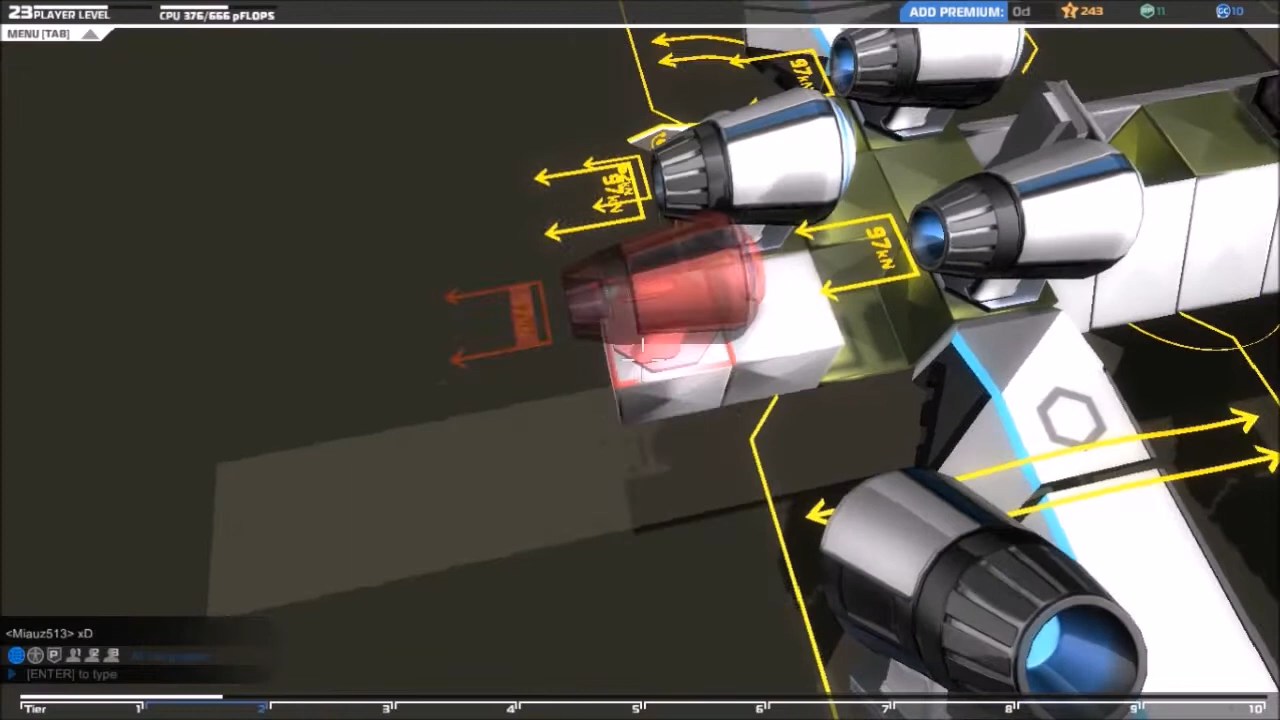 23 PLAYER LEVEL
CPU 376/666 pFLOPS
ADD PREMIUM: 0d
243
11
GC 10
MENU [TAB]
97kN
97kN
97kN
<Miauz513> xD
P
[ENTER] to type
Tier 1 2 3 4 5 6 7 8 9 10